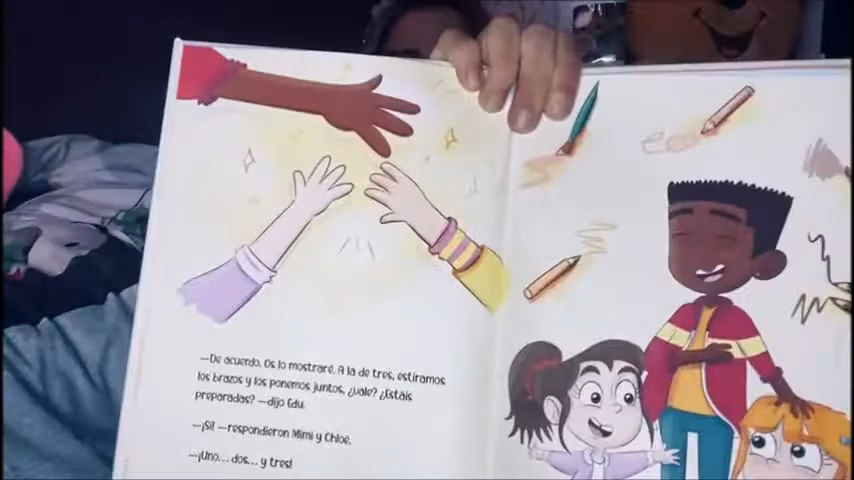 —De acuerdo. Os lo mostraré. A la de tres, estiramos
los brazos y los ponemos juntos, ¿vale? ¿Estáis
preparadas? —dijo Edu.
—¡Sí! —respondieron Mimi y Chloe.
—¡Uno... dos... y tres!